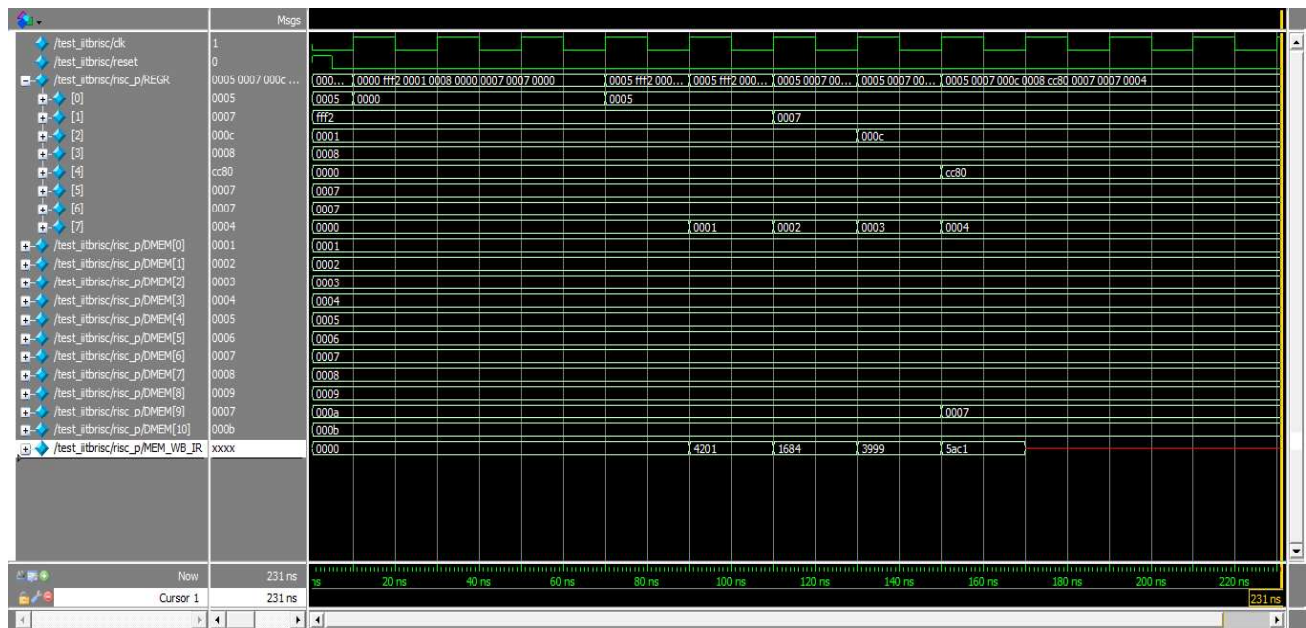 Msgs
/test_iitbrisc/clk 1
/test_iitbrisc/reset 0
/test_iitbrisc/risc_p/REGR 0005 0007 000c ... (000... 0000 fff2 0001 0008 0000 0007 0007 0000 0005 fff2 000... 0005 fff2 000... 0005 0007 00... 0005 0007 00... 0005 0007 000c 0008 cc80 0007 0007 0004
[0] 0005 (0005 0000 0005
[1] 0007 (fff2 0007
[2] 000c (0001 000c
[3] 0008 (0008
[4] cc80 (0000 cc80
[5] 0007 (0007
[6] 0007 (0007
[7] 0004 (0000 0001 0002 0003 0004
/test_iitbrisc/risc_p/DMEM[0] 0001 (0001
/test_iitbrisc/risc_p/DMEM[1] 0002 (0002
/test_iitbrisc/risc_p/DMEM[2] 0003 (0003
/test_iitbrisc/risc_p/DMEM[3] 0004 (0004
/test_iitbrisc/risc_p/DMEM[4] 0005 (0005
/test_iitbrisc/risc_p/DMEM[5] 0006 (0006
/test_iitbrisc/risc_p/DMEM[6] 0007 (0007
/test_iitbrisc/risc_p/DMEM[7] 0008 (0008
/test_iitbrisc/risc_p/DMEM[8] 0009 (0009
/test_iitbrisc/risc_p/DMEM[9] 0007 (000a 0007
/test_iitbrisc/risc_p/DMEM[10] 000b (000b
/test_iitbrisc/risc_p/MEM_WB_IR xxxx (0000 4201 1684 3999 5ac1
Now 231 ns ns 20 ns 40 ns 60 ns 80 ns 100 ns 120 ns 140 ns 160 ns 180 ns 200 ns 220 ns
Cursor 1 231 ns 231 ns